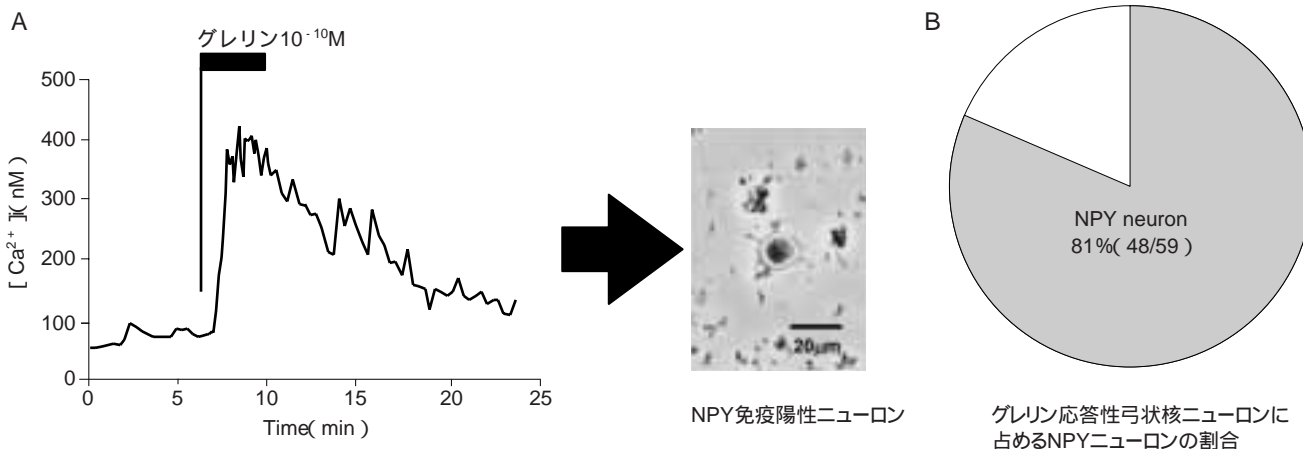 A
グレリン10⁻¹⁰M
500
400
300
200
100
0
[ Ca²⁺ ]i( nM )
0 5 10 15 20 25
Time( min )
20μm
NPY免疫陽性ニューロン
B
NPY neuron
81%( 48/59 )
グレリン応答性弓状核ニューロンに
占めるNPYニューロンの割合